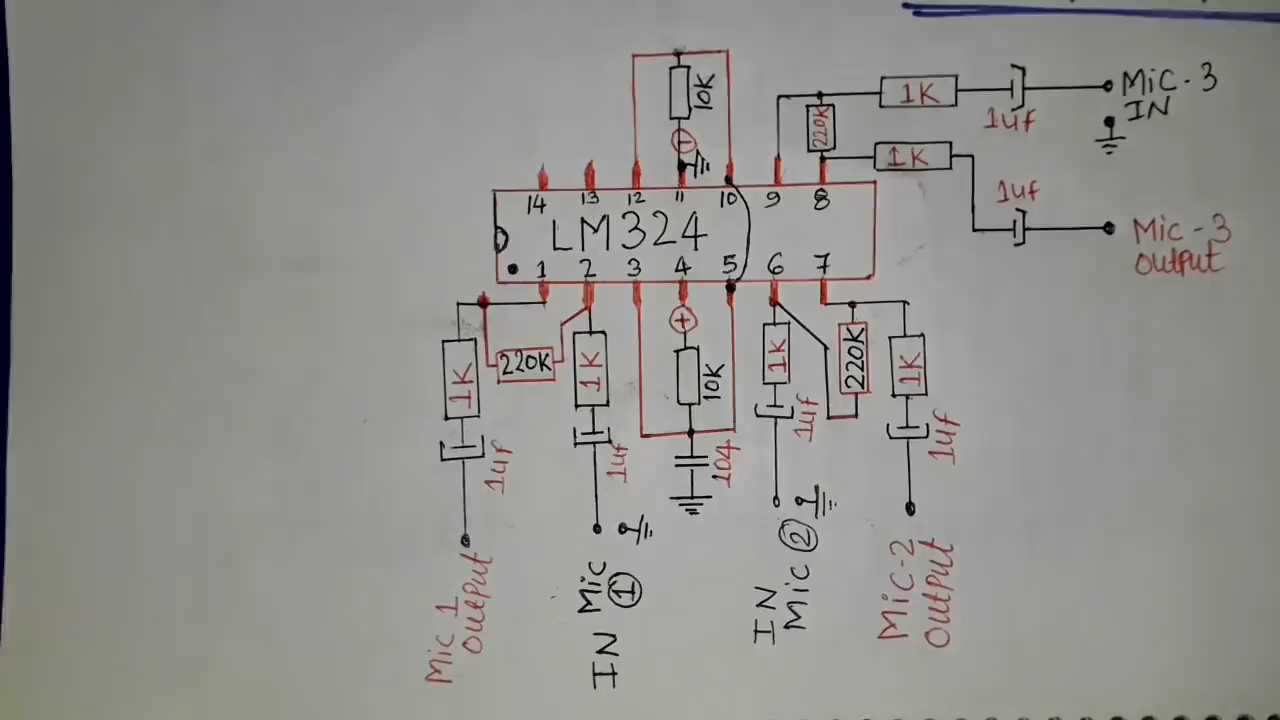 10K
1K
1uf
MiC-3
IN
220K
1K
1uf
MiC-3
output
14 13 12 11 10 9 8
LM324
1 2 3 4 5 6 7
1K
220K
1K
10K
1K
220K
1K
1uf
1uf
104
1uf
1uf
Mic 1
output
IN Mic ①
IN
Mic ②
MiC-2
output